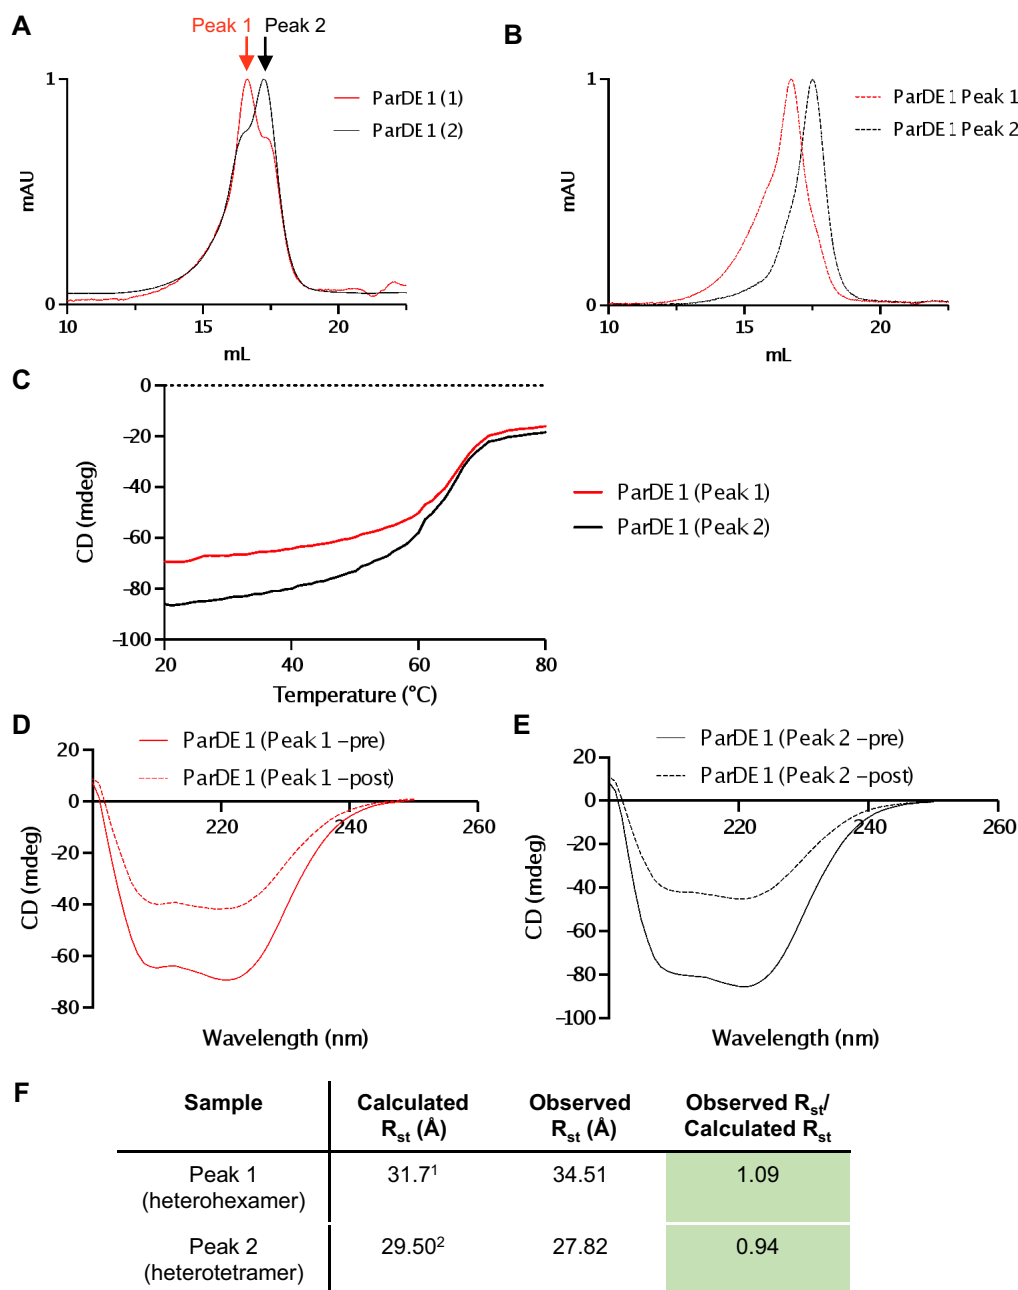 A
Peak 1 Peak 2
1
mAU
0
10 15 20
mL
ParDE1 (1)
ParDE1 (2)
B
1
mAU
0
10 15 20
mL
ParDE1 Peak 1
ParDE1 Peak 2
C
0
−20
−40
−60
−80
−100
CD (mdeg)
20 40 60 80
Temperature (°C)
ParDE1 (Peak 1)
ParDE1 (Peak 2)
D
ParDE1 (Peak 1 −pre)
ParDE1 (Peak 1 −post)
20
0
−20
−40
−60
−80
CD (mdeg)
220 240 260
Wavelength (nm)
E
ParDE1 (Peak 2 −pre)
ParDE1 (Peak 2 −post)
20
0
−20
−40
−60
−80
−100
CD (mdeg)
220 240 260
Wavelength (nm)
F
Sample Calculated Observed Observed Rst/
Rst (Å) Rst (Å) Calculated Rst
Peak 1 31.7¹ 34.51 1.09
(heterohexamer)
Peak 2 29.50² 27.82 0.94
(heterotetramer)